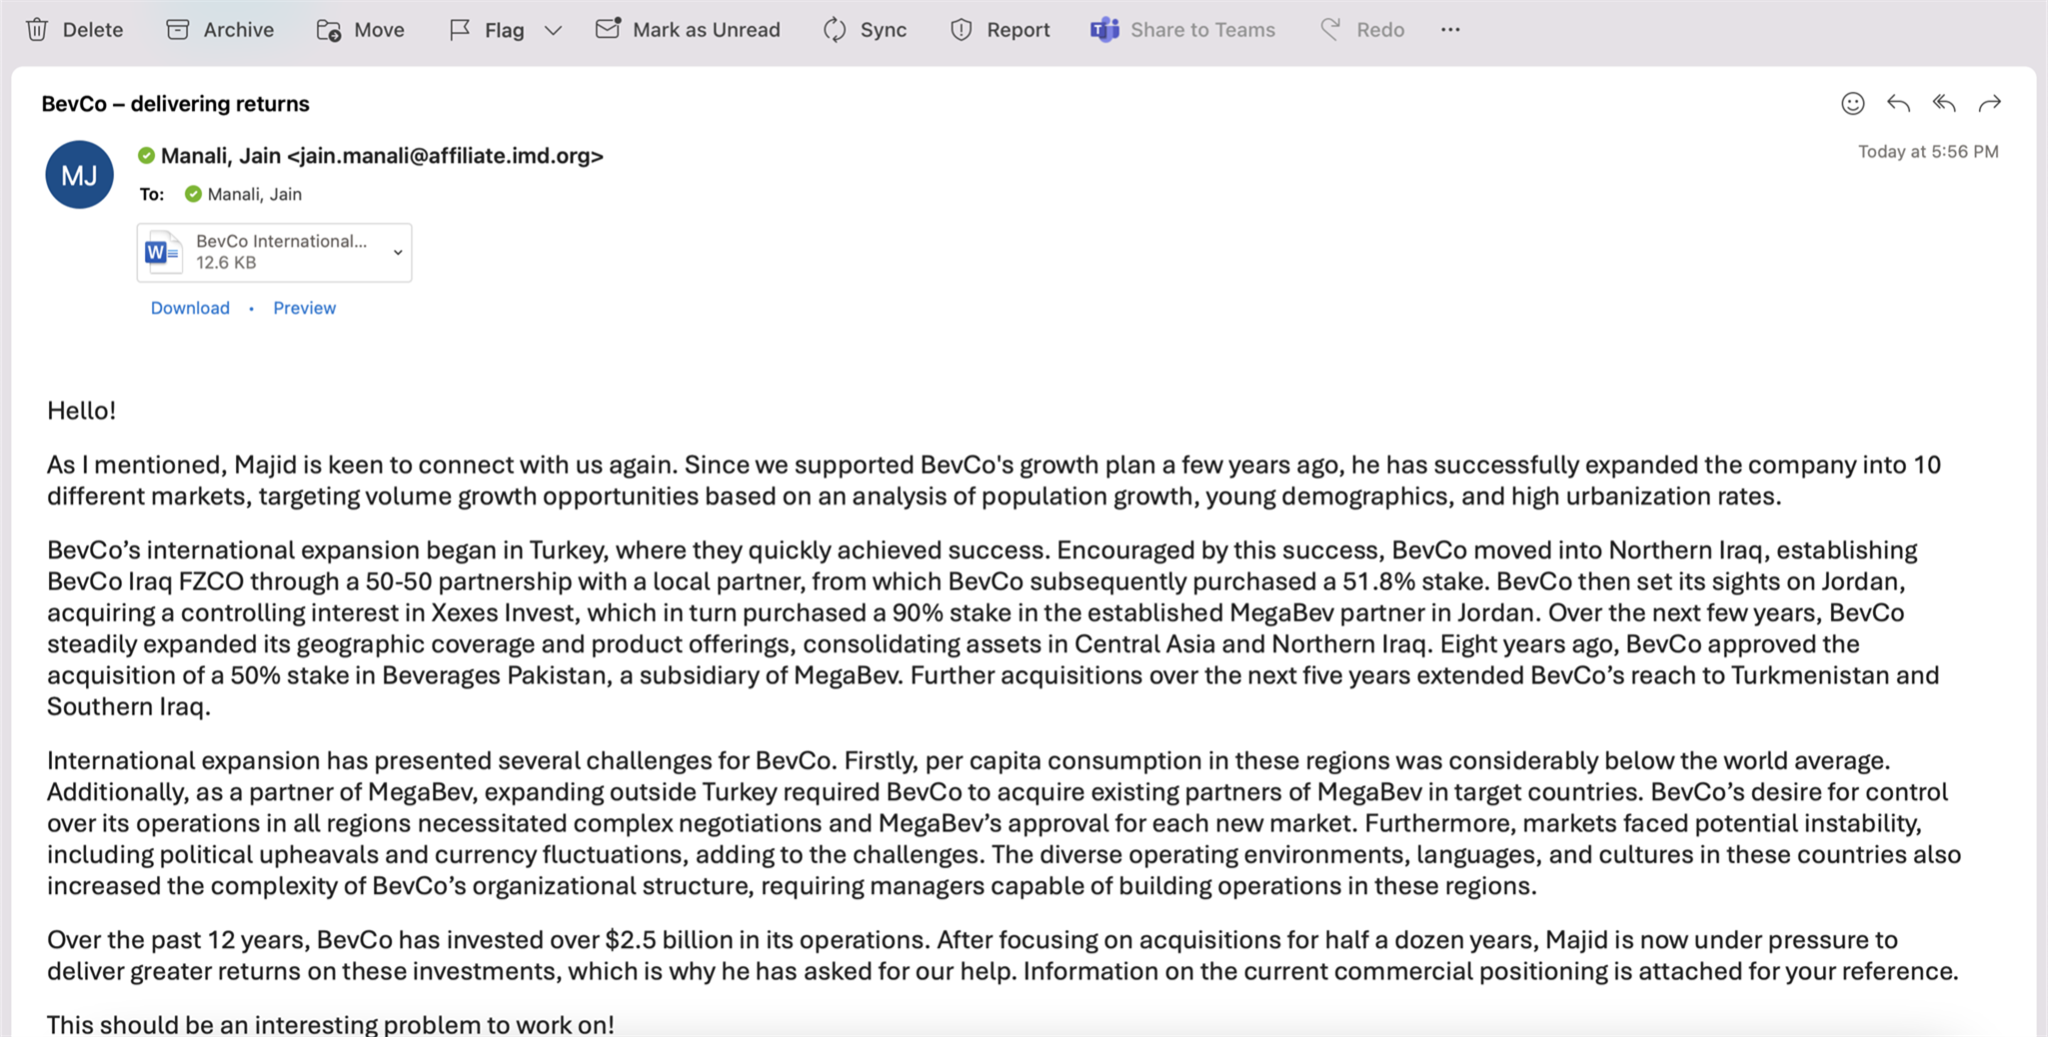 Delete Archive Move Flag Mark as Unread Sync Report Share to Teams Redo ...
BevCo – delivering returns
MJ
Manali, Jain <jain.manali@affiliate.imd.org>
Today at 5:56 PM
To: Manali, Jain
W
BevCo International...
12.6 KB
Download • Preview
Hello!
As I mentioned, Majid is keen to connect with us again. Since we supported BevCo's growth plan a few years ago, he has successfully expanded the company into 10
different markets, targeting volume growth opportunities based on an analysis of population growth, young demographics, and high urbanization rates.
BevCo’s international expansion began in Turkey, where they quickly achieved success. Encouraged by this success, BevCo moved into Northern Iraq, establishing
BevCo Iraq FZCO through a 50-50 partnership with a local partner, from which BevCo subsequently purchased a 51.8% stake. BevCo then set its sights on Jordan,
acquiring a controlling interest in Xexes Invest, which in turn purchased a 90% stake in the established MegaBev partner in Jordan. Over the next few years, BevCo
steadily expanded its geographic coverage and product offerings, consolidating assets in Central Asia and Northern Iraq. Eight years ago, BevCo approved the
acquisition of a 50% stake in Beverages Pakistan, a subsidiary of MegaBev. Further acquisitions over the next five years extended BevCo’s reach to Turkmenistan and
Southern Iraq.
International expansion has presented several challenges for BevCo. Firstly, per capita consumption in these regions was considerably below the world average.
Additionally, as a partner of MegaBev, expanding outside Turkey required BevCo to acquire existing partners of MegaBev in target countries. BevCo’s desire for control
over its operations in all regions necessitated complex negotiations and MegaBev’s approval for each new market. Furthermore, markets faced potential instability,
including political upheavals and currency fluctuations, adding to the challenges. The diverse operating environments, languages, and cultures in these countries also
increased the complexity of BevCo’s organizational structure, requiring managers capable of building operations in these regions.
Over the past 12 years, BevCo has invested over $2.5 billion in its operations. After focusing on acquisitions for half a dozen years, Majid is now under pressure to
deliver greater returns on these investments, which is why he has asked for our help. Information on the current commercial positioning is attached for your reference.
This should be an interesting problem to work on!